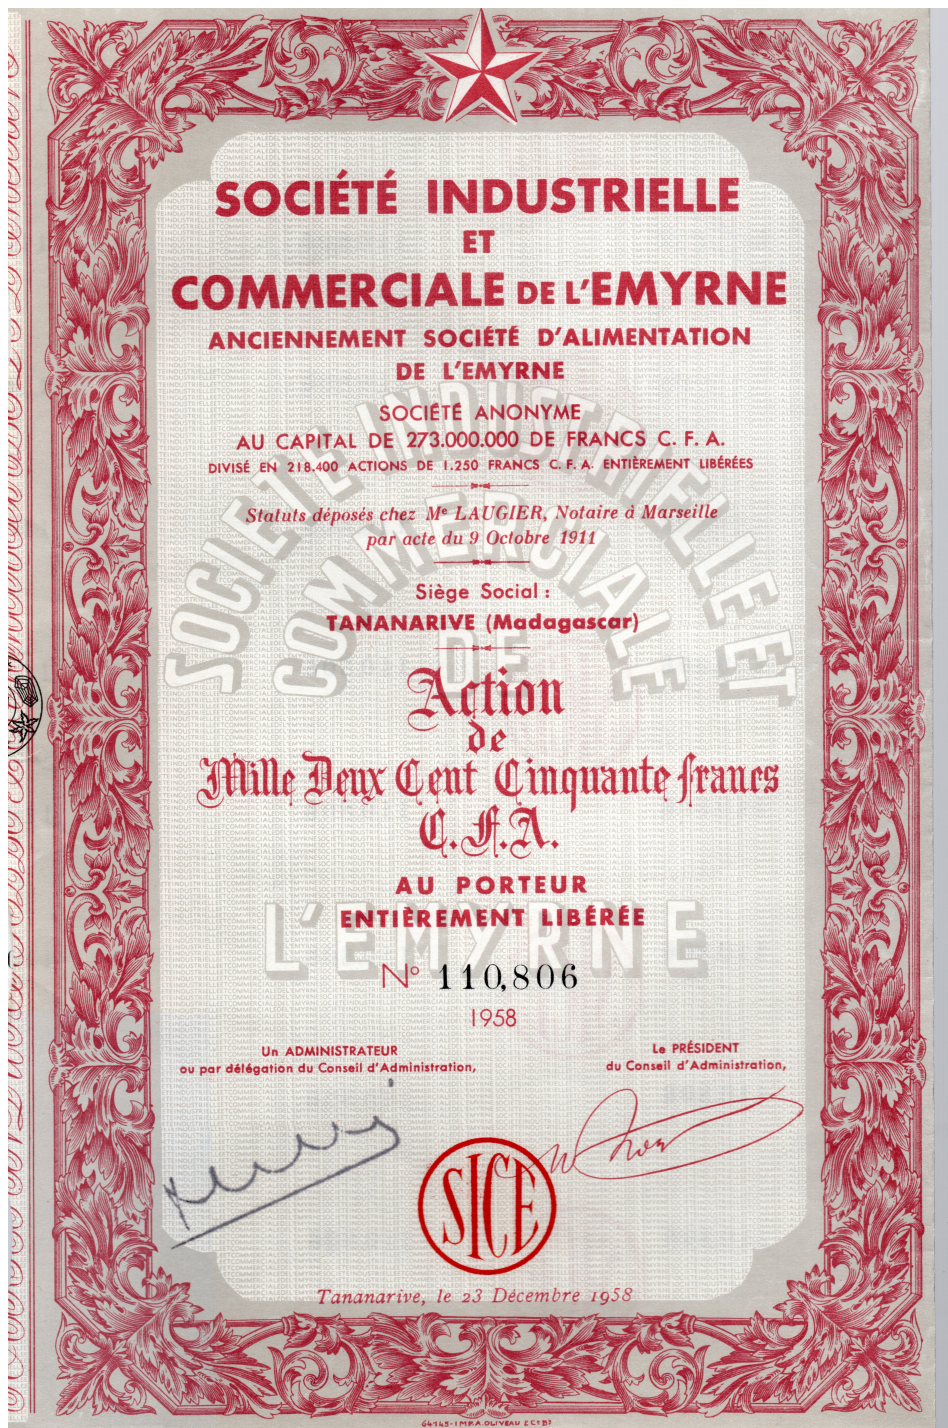 SOCIÉTÉ INDUSTRIELLE
ET
COMMERCIALE DE L'EMYRNE
ANCIENNEMENT SOCIÉTÉ D'ALIMENTATION
DE L'EMYRNE
SOCIÉTÉ ANONYME
AU CAPITAL DE 273.000.000 DE FRANCS C. F. A.
DIVISÉ EN 218.400 ACTIONS DE 1.250 FRANCS C. F. A. ENTIÈREMENT LIBÉRÉES
Statuts déposés chez Me LAUGIER, Notaire à Marseille
par acte du 9 Octobre 1911
Siège Social :
TANANARIVE (Madagascar)
SOCIETE INDUSTRIELLE ET
COMMERCIALE
DE
L'EMYRNE
Action
de
Mille Deux Cent Cinquante francs
C.F.A.
AU PORTEUR
ENTIÈREMENT LIBÉRÉE
No 110,806
1958
Un ADMINISTRATEUR
ou par délégation du Conseil d'Administration,
Le PRÉSIDENT
du Conseil d'Administration,
SICE
Tananarive, le 23 Décembre 1958